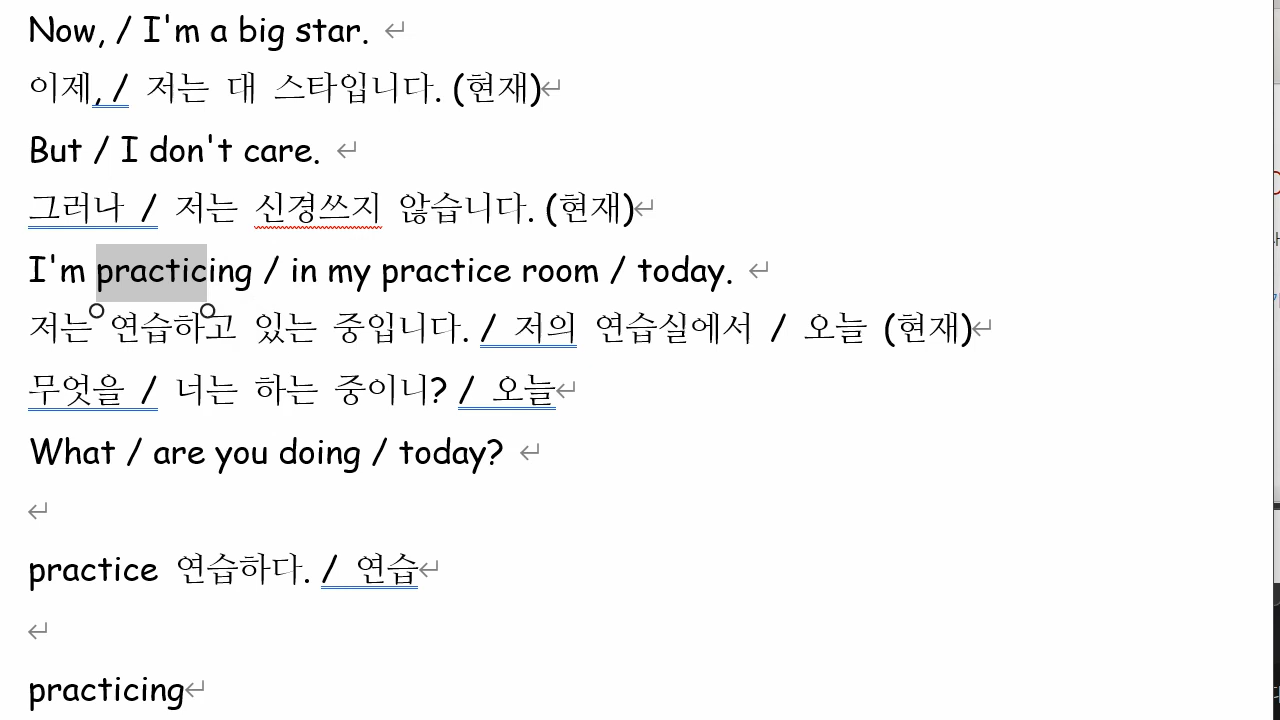 Now, / I'm a big star.
이제, / 저는 대 스타입니다. (현재)
But / I don't care.
그러나 / 저는 신경쓰지 않습니다. (현재)
I'm practicing / in my practice room / today.
저는 연습하고 있는 중입니다. / 저의 연습실에서 / 오늘 (현재)
무엇을 / 너는 하는 중이니? / 오늘
What / are you doing / today?
practice 연습하다. / 연습
practicing